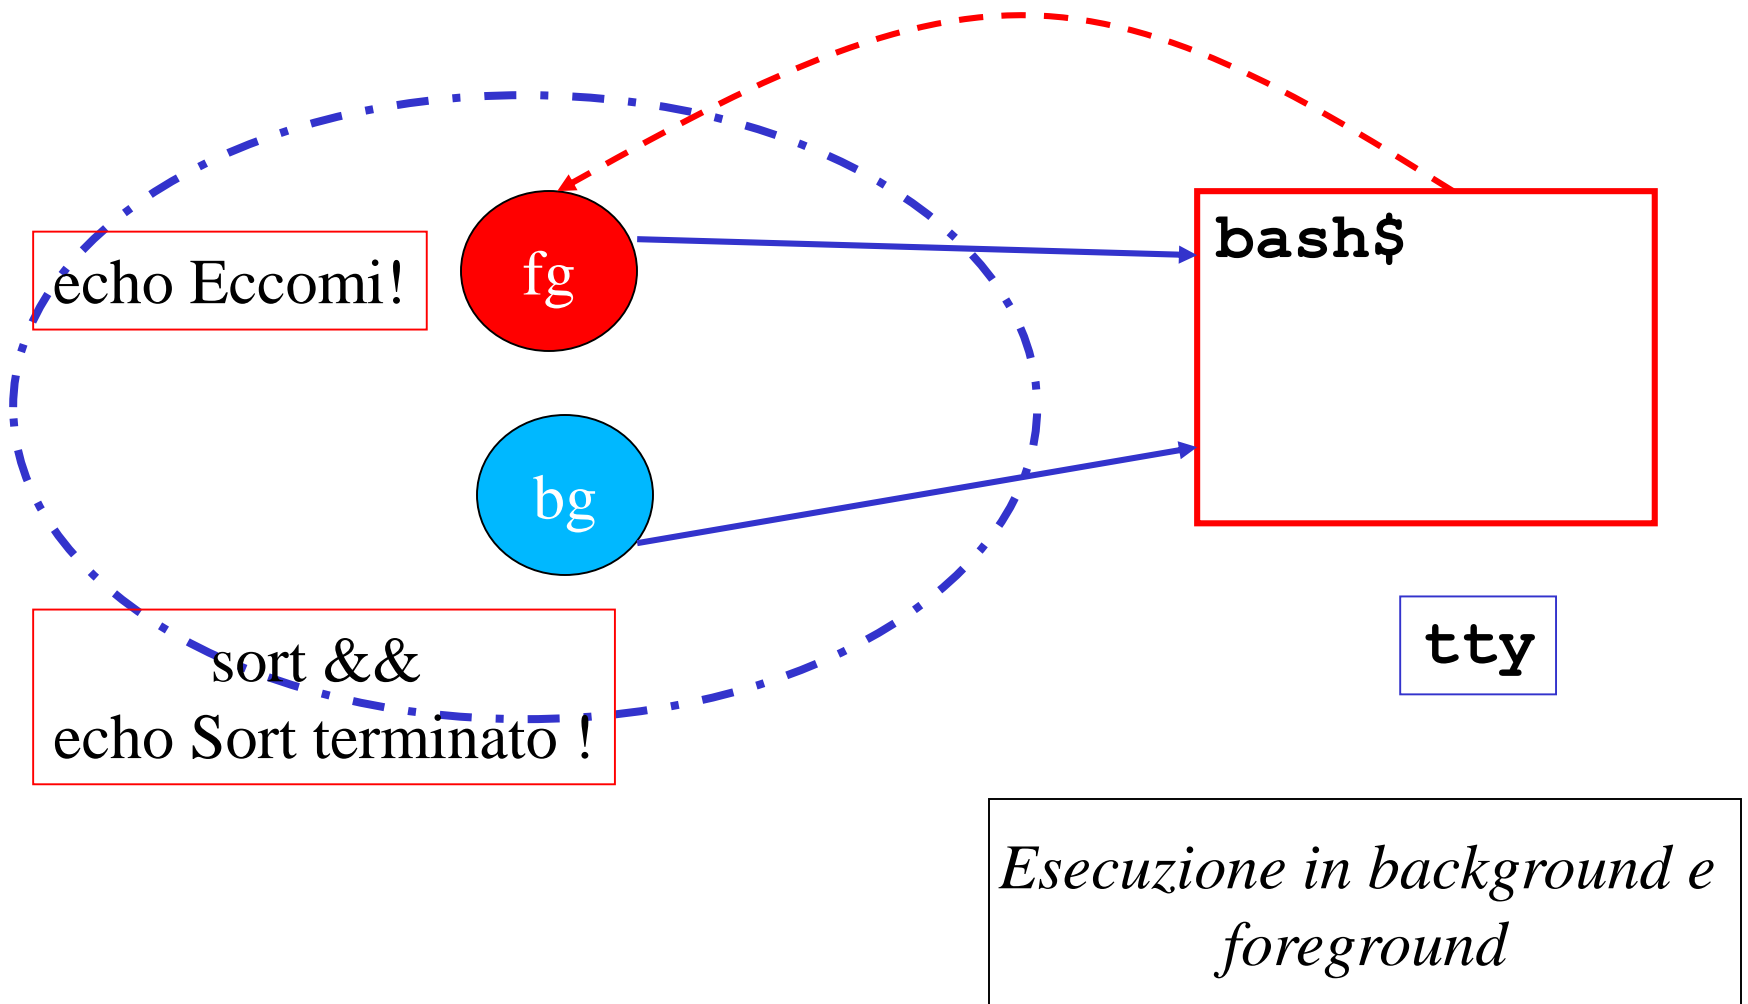 echo Eccomi!
fg
bash$
bg
sort &&
echo Sort terminato !
tty
Esecuzione in background e
foreground